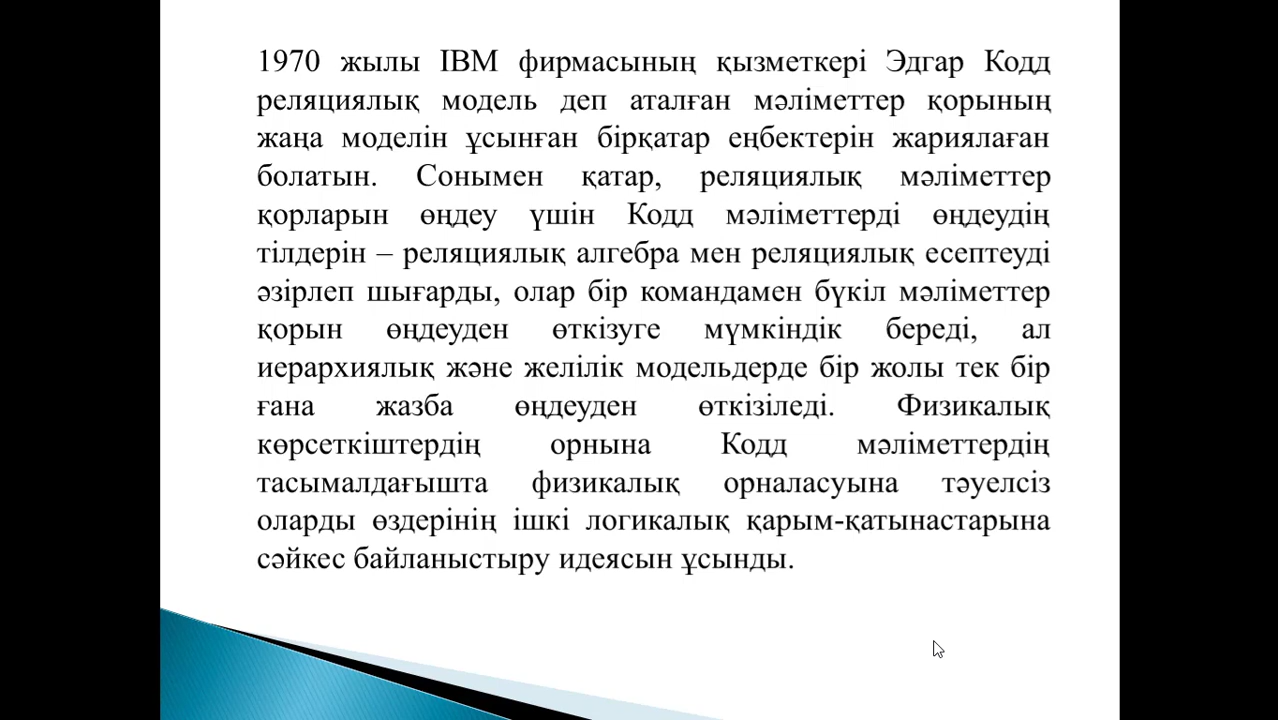 1970 жылы IBM фирмасының қызметкері Эдгар Кодд
реляциялық модель деп аталған мәліметтер қорының
жаңа моделін ұсынған бірқатар еңбектерін жариялаған
болатын. Сонымен қатар, реляциялық мәліметтер
қорларын өңдеу үшін Кодд мәліметтерді өңдеудің
тілдерін – реляциялық алгебра мен реляциялық есептеуді
әзірлеп шығарды, олар бір командамен бүкіл мәліметтер
қорын өңдеуден өткізуге мүмкіндік береді, ал
иерархиялық және желілік модельдерде бір жолы тек бір
ғана жазба өңдеуден өткізіледі. Физикалық
көрсеткіштердің орнына Кодд мәліметтердің
тасымалдағышта физикалық орналасуына тәуелсіз
оларды өздерінің ішкі логикалық қарым-қатынастарына
сәйкес байланыстыру идеясын ұсынды.